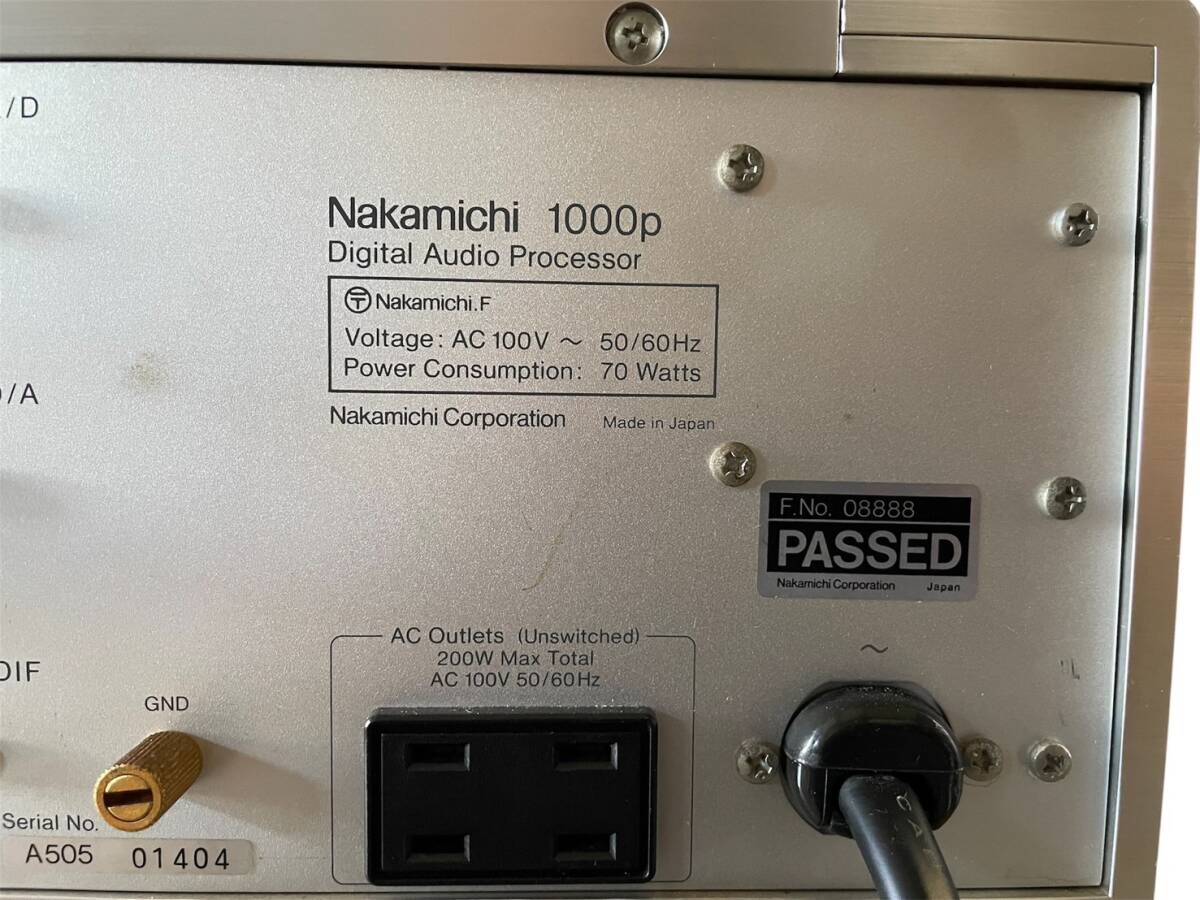 /D
Nakamichi 1000p
Digital Audio Processor
〒 Nakamichi.F
Voltage: AC 100V ～ 50/60Hz
Power Consumption: 70 Watts
Nakamichi Corporation Made in Japan
/A
F.No. 08888
PASSED
Nakamichi Corporation Japan
AC Outlets (Unswitched)
200W Max Total
AC 100V 50/60Hz
～
DIF
GND
Serial No.
A505 01404